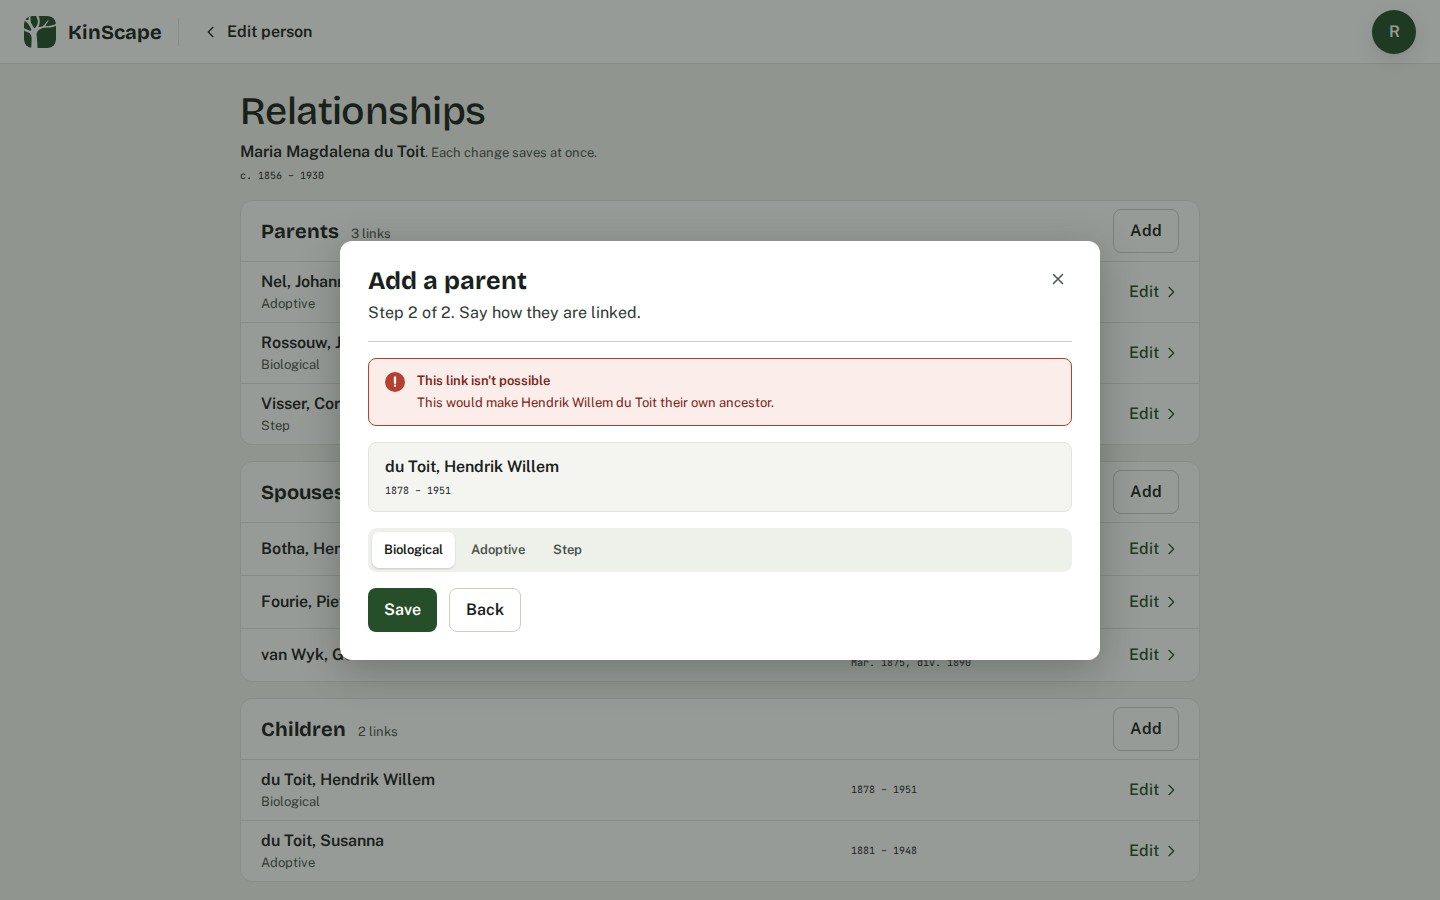 KinScape
Edit person
R
Relationships
Maria Magdalena du Toit. Each change saves at once.
c. 1856 – 1930
Parents 3 links
Add
Nel, Johan
Adoptive
Edit
Rossouw, J
Biological
Edit
Visser, Cor
Step
Edit
Add a parent
Step 2 of 2. Say how they are linked.
This link isn't possible
This would make Hendrik Willem du Toit their own ancestor.
du Toit, Hendrik Willem
1878 – 1951
Biological Adoptive Step
Save Back
Spouses
Add
Botha, Her
Edit
Fourie, Pie
Edit
van Wyk, G
mar. 1875, div. 1890
Edit
Children 2 links
Add
du Toit, Hendrik Willem
Biological
1878 – 1951
Edit
du Toit, Susanna
Adoptive
1881 – 1948
Edit